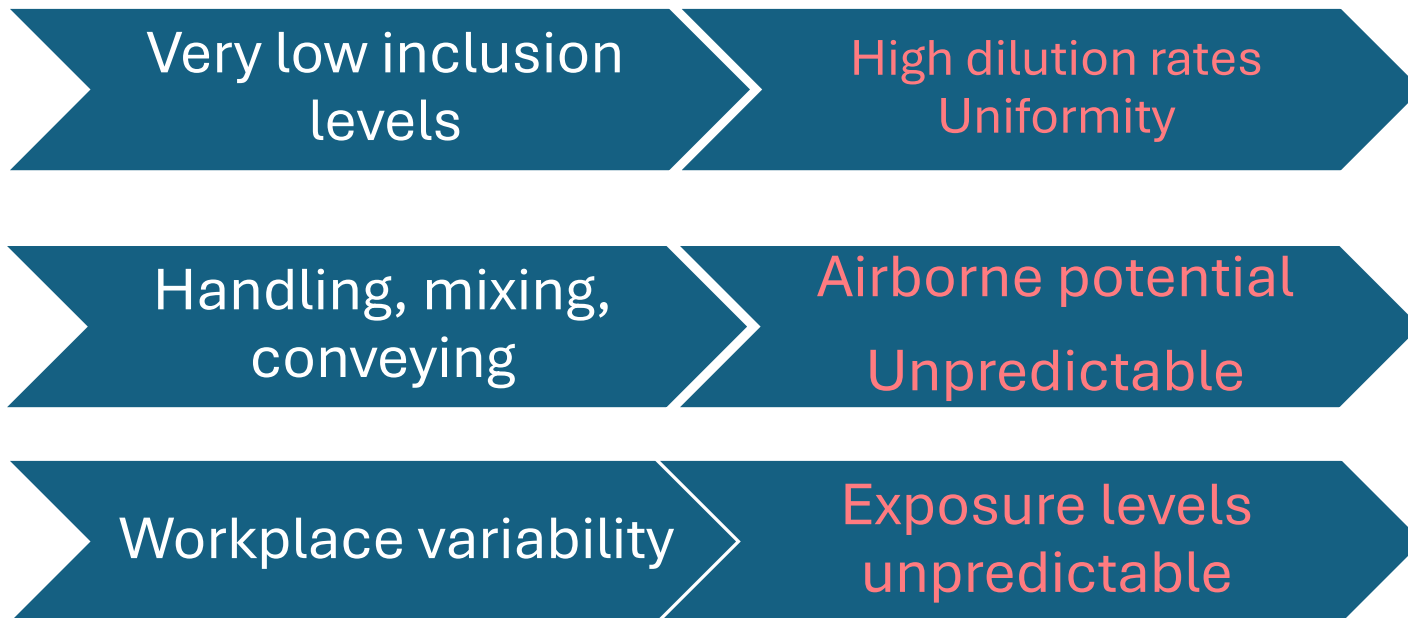 Very low inclusion
levels
High dilution rates
Uniformity
Handling, mixing,
conveying
Airborne potential
Unpredictable
Workplace variability
Exposure levels
unpredictable